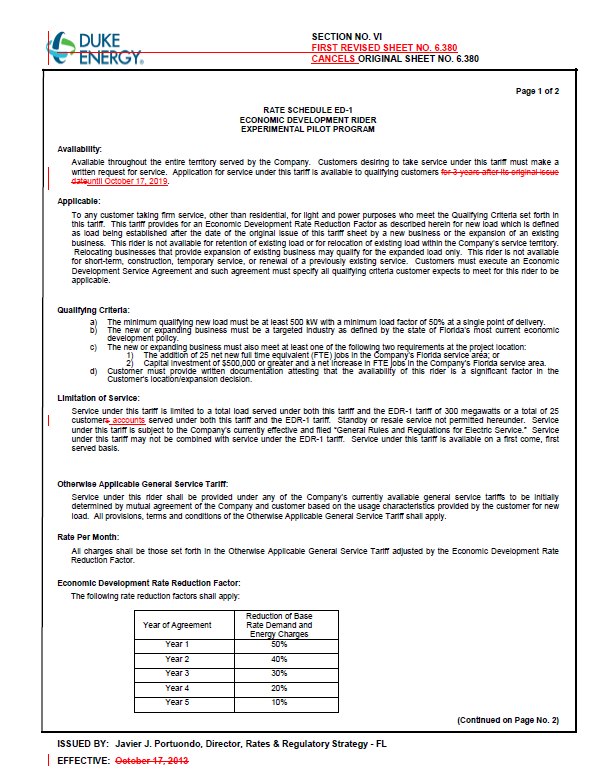 DUKE
ENERGY®
SECTION NO. VI
FIRST REVISED SHEET NO. 6.380
CANCELS ORIGINAL SHEET NO. 6.380
Page 1 of 2
RATE SCHEDULE ED-1
ECONOMIC DEVELOPMENT RIDER
EXPERIMENTAL PILOT PROGRAM
Availability:
Available throughout the entire territory served by the Company. Customers desiring to take service under this tariff must make a
written request for service. Application for service under this tariff is available to qualifying customers for 3 years after its original issue
dateuntil October 17, 2019.
Applicable:
To any customer taking firm service, other than residential, for light and power purposes who meet the Qualifying Criteria set forth in
this tariff. This tariff provides for an Economic Development Rate Reduction Factor as described herein for new load which is defined
as load being established after the date of the original issue of this tariff sheet by a new business or the expansion of an existing
business. This rider is not available for retention of existing load or for relocation of existing load within the Company's service territory.
Relocating businesses that provide expansion of existing business may qualify for the expanded load only. This rider is not available
for short-term, construction, temporary service, or renewal of a previously existing service. Customers must execute an Economic
Development Service Agreement and such agreement must specify all qualifying criteria customer expects to meet for this rider to be
applicable.
Qualifying Criteria:
a) The minimum qualifying new load must be at least 500 kW with a minimum load factor of 50% at a single point of delivery.
b) The new or expanding business must be a targeted industry as defined by the state of Florida's most current economic
development policy.
c) The new or expanding business must also meet at least one of the following two requirements at the project location:
1) The addition of 25 net new full time equivalent (FTE) jobs in the Company's Florida service area; or
2) Capital investment of $500,000 or greater and a net increase in FTE jobs in the Company's Florida service area.
d) Customer must provide written documentation attesting that the availability of this rider is a significant factor in the
Customer's location/expansion decision.
Limitation of Service:
Service under this tariff is limited to a total load served under both this tariff and the EDR-1 tariff of 300 megawatts or a total of 25
customers accounts served under both this tariff and the EDR-1 tariff. Standby or resale service not permitted hereunder. Service
under this tariff is subject to the Company's currently effective and filed "General Rules and Regulations for Electric Service." Service
under this tariff may not be combined with service under the EDR-1 tariff. Service under this tariff is available on a first come, first
served basis.
Otherwise Applicable General Service Tariff:
Service under this rider shall be provided under any of the Company's currently available general service tariffs to be initially
determined by mutual agreement of the Company and customer based on the usage characteristics provided by the customer for new
load. All provisions, terms and conditions of the Otherwise Applicable General Service Tariff shall apply.
Rate Per Month:
All charges shall be those set forth in the Otherwise Applicable General Service Tariff adjusted by the Economic Development Rate
Reduction Factor.
Economic Development Rate Reduction Factor:
The following rate reduction factors shall apply:
Year of Agreement
Reduction of Base
Rate Demand and
Energy Charges
Year 1 50%
Year 2 40%
Year 3 30%
Year 4 20%
Year 5 10%
(Continued on Page No. 2)
ISSUED BY: Javier J. Portuondo, Director, Rates & Regulatory Strategy - FL
EFFECTIVE: October 17, 2013